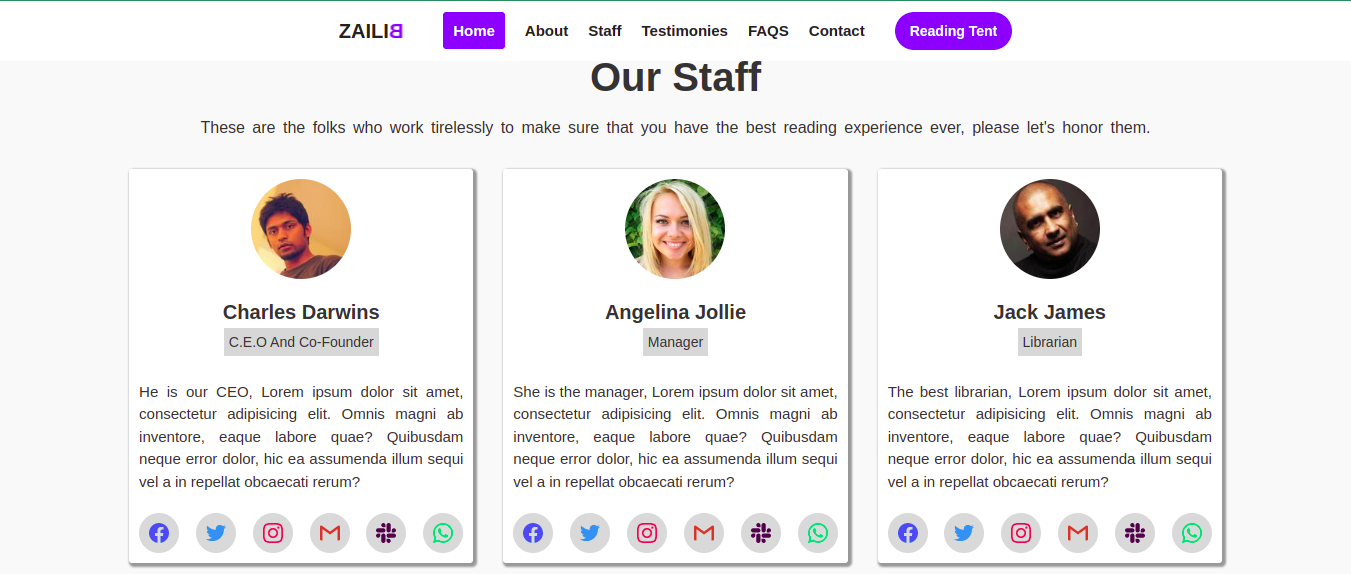 ZAILIB Home About Staff Testimonies FAQS Contact Reading Tent
Our Staff
These are the folks who work tirelessly to make sure that you have the best reading experience ever, please let's honor them.
Charles Darwins
C.E.O And Co-Founder
He is our CEO, Lorem ipsum dolor sit amet,
consectetur adipisicing elit. Omnis magni ab
inventore, eaque labore quae? Quibusdam
neque error dolor, hic ea assumenda illum sequi
vel a in repellat obcaecati rerum?
Angelina Jollie
Manager
She is the manager, Lorem ipsum dolor sit amet,
consectetur adipisicing elit. Omnis magni ab
inventore, eaque labore quae? Quibusdam
neque error dolor, hic ea assumenda illum sequi
vel a in repellat obcaecati rerum?
Jack James
Librarian
The best librarian, Lorem ipsum dolor sit amet,
consectetur adipisicing elit. Omnis magni ab
inventore, eaque labore quae? Quibusdam
neque error dolor, hic ea assumenda illum sequi
vel a in repellat obcaecati rerum?